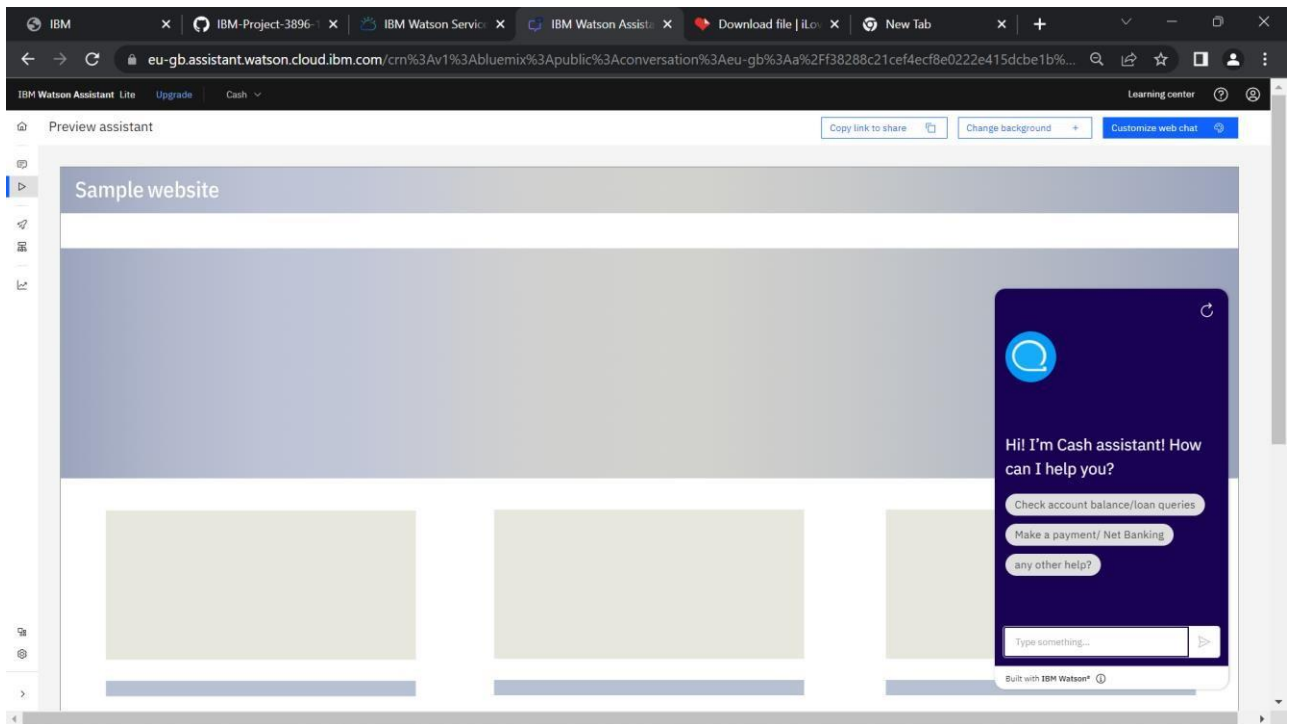 IBM
IBM-Project-3896-1
IBM Watson Servic
IBM Watson Assista
Download file | iLov
New Tab
eu-gb.assistant.watson.cloud.ibm.com/crn%3Av1%3Abluemix%3Apublic%3Aconversation%3Aeu-gb%3Aa%2Ff38288c21cef4ecf8e0222e415dcbe1b%...
IBM Watson Assistant Lite Upgrade Cash Learning center
Preview assistant Copy link to share Change background + Customize web chat
Sample website
Hi! I'm Cash assistant! How
can I help you?
Check account balance/loan queries
Make a payment/ Net Banking
any other help?
Type something...
Built with IBM Watson®